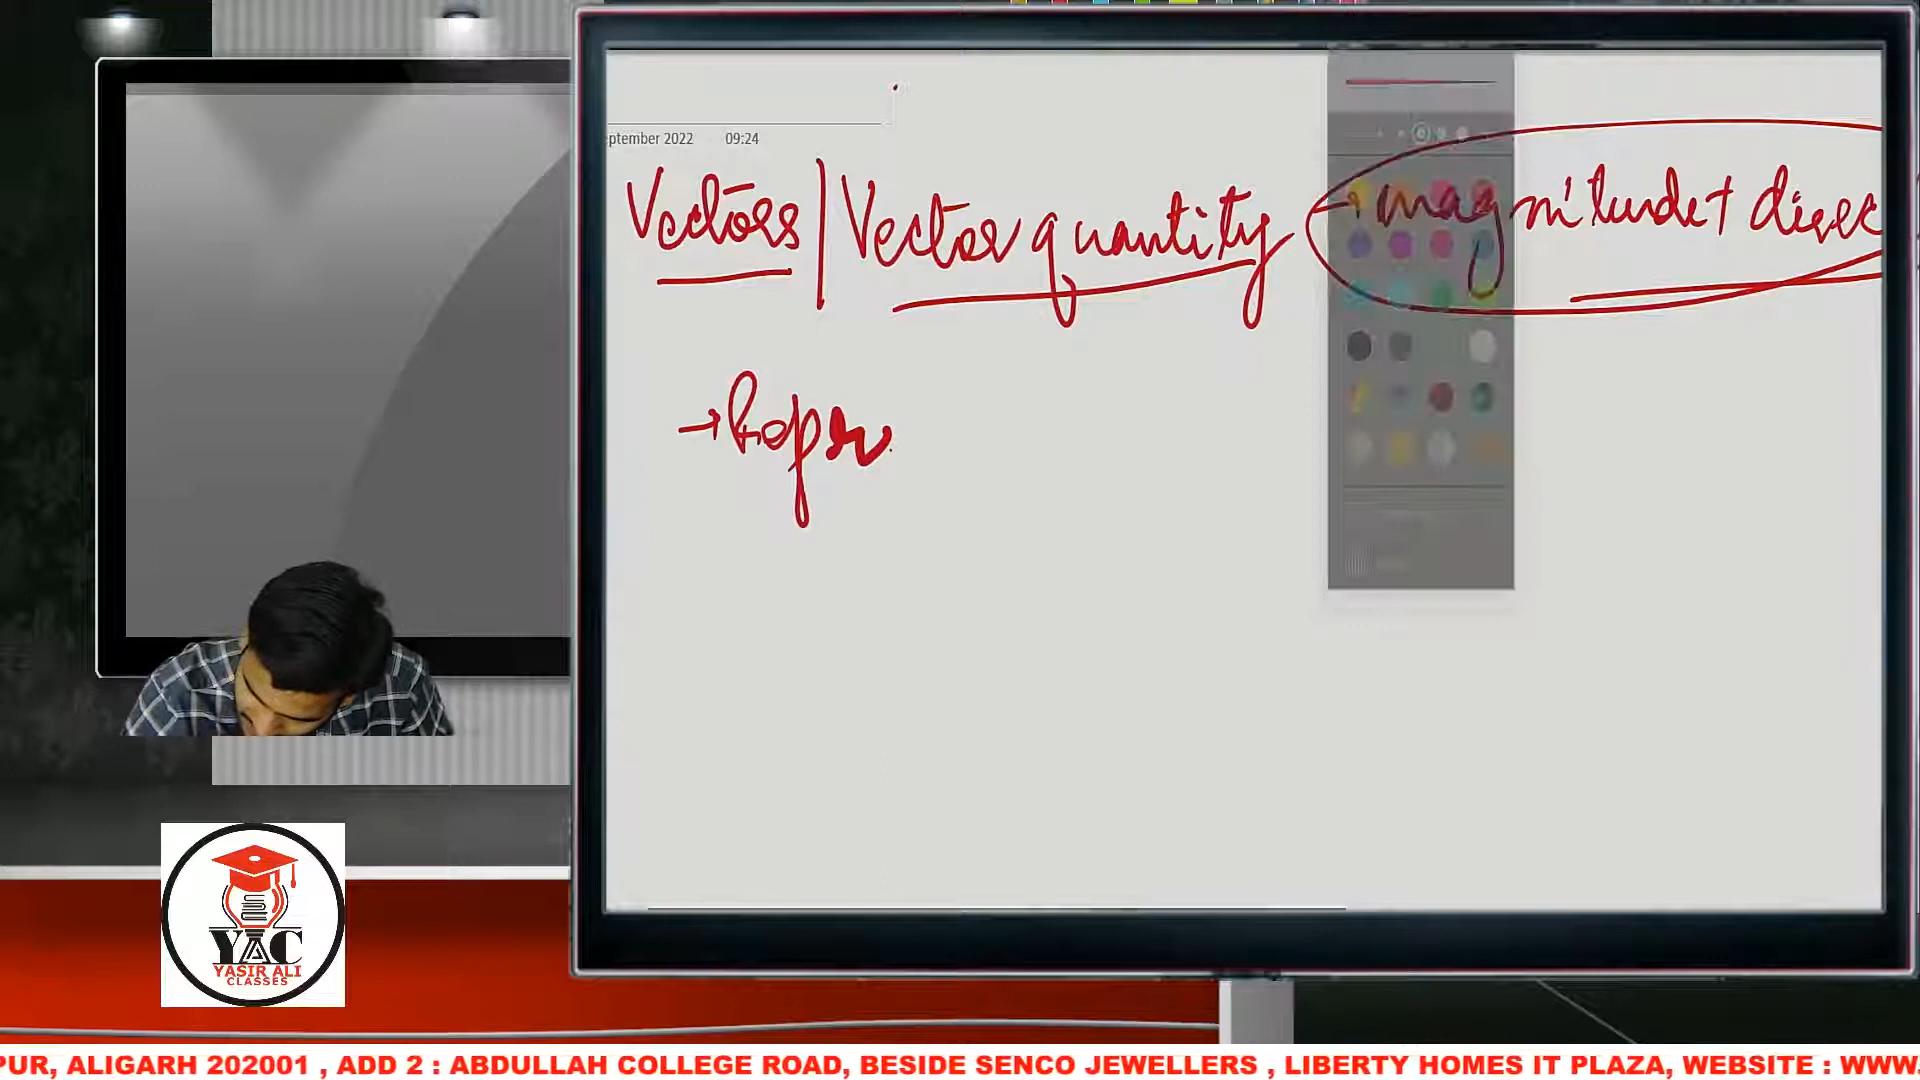 eptember 2022 09:24
Vectors | Vector quantity → magnitude + direc
→ Repr
YAC
YASIR ALI
CLASSES
PUR, ALIGARH 202001 , ADD 2 : ABDULLAH COLLEGE ROAD, BESIDE SENCO JEWELLERS , LIBERTY HOMES IT PLAZA, WEBSITE : WWW.